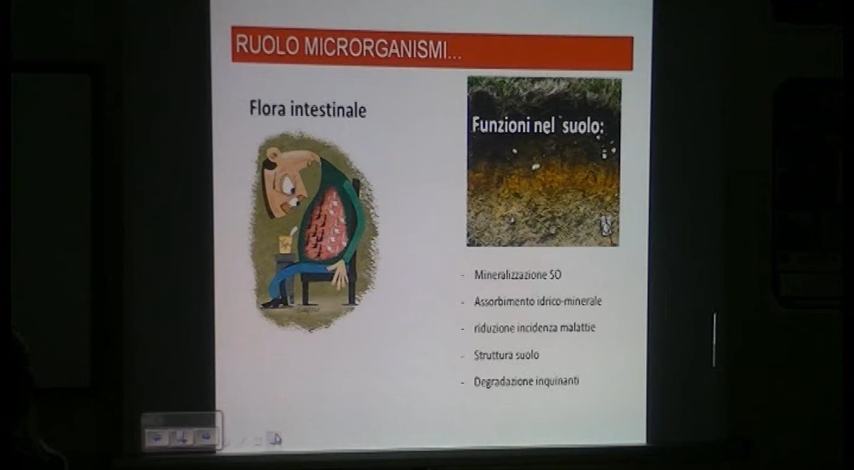 RUOLO MICRORGANISMI...
Flora intestinale
Funzioni nel suolo:
- Mineralizzazione SO
- Assorbimento idrico-minerale
- riduzione incidenza malattie
- Struttura suolo
- Degradazione inquinanti